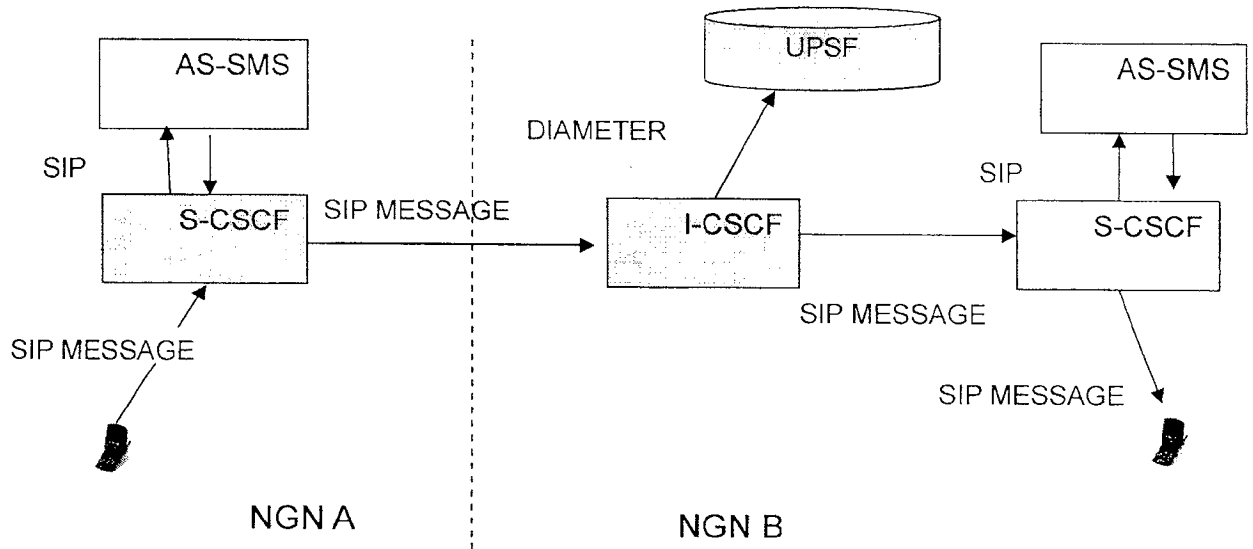 UPSF
AS-SMS
AS-SMS
DIAMETER
SIP
SIP
S-CSCF
SIP MESSAGE
I-CSCF
S-CSCF
SIP MESSAGE
SIP MESSAGE
SIP MESSAGE
NGN A
NGN B